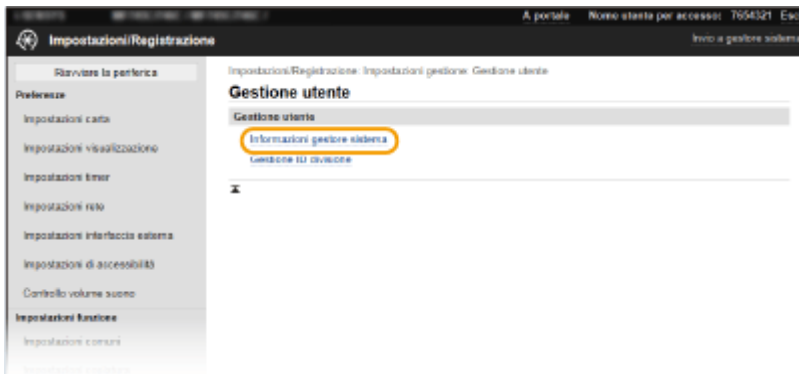 A portale Nome utente per accesso: 7654321 Esc
Impostazioni/Registrazione
Invio a gestore sistema
Riavviare la periferica
Impostazioni/Registrazione: Impostazioni gestione: Gestione utente
Preferenze
Gestione utente
Impostazioni carta
Gestione utente
Informazioni gestore sistema
Impostazioni visualizzazione
Gestione ID divisione
Impostazioni timer
Impostazioni rete
Impostazioni interfaccia esterna
Impostazioni di accessibilità
Controllo volume suono
Impostazioni funzione
Impostazioni comuni